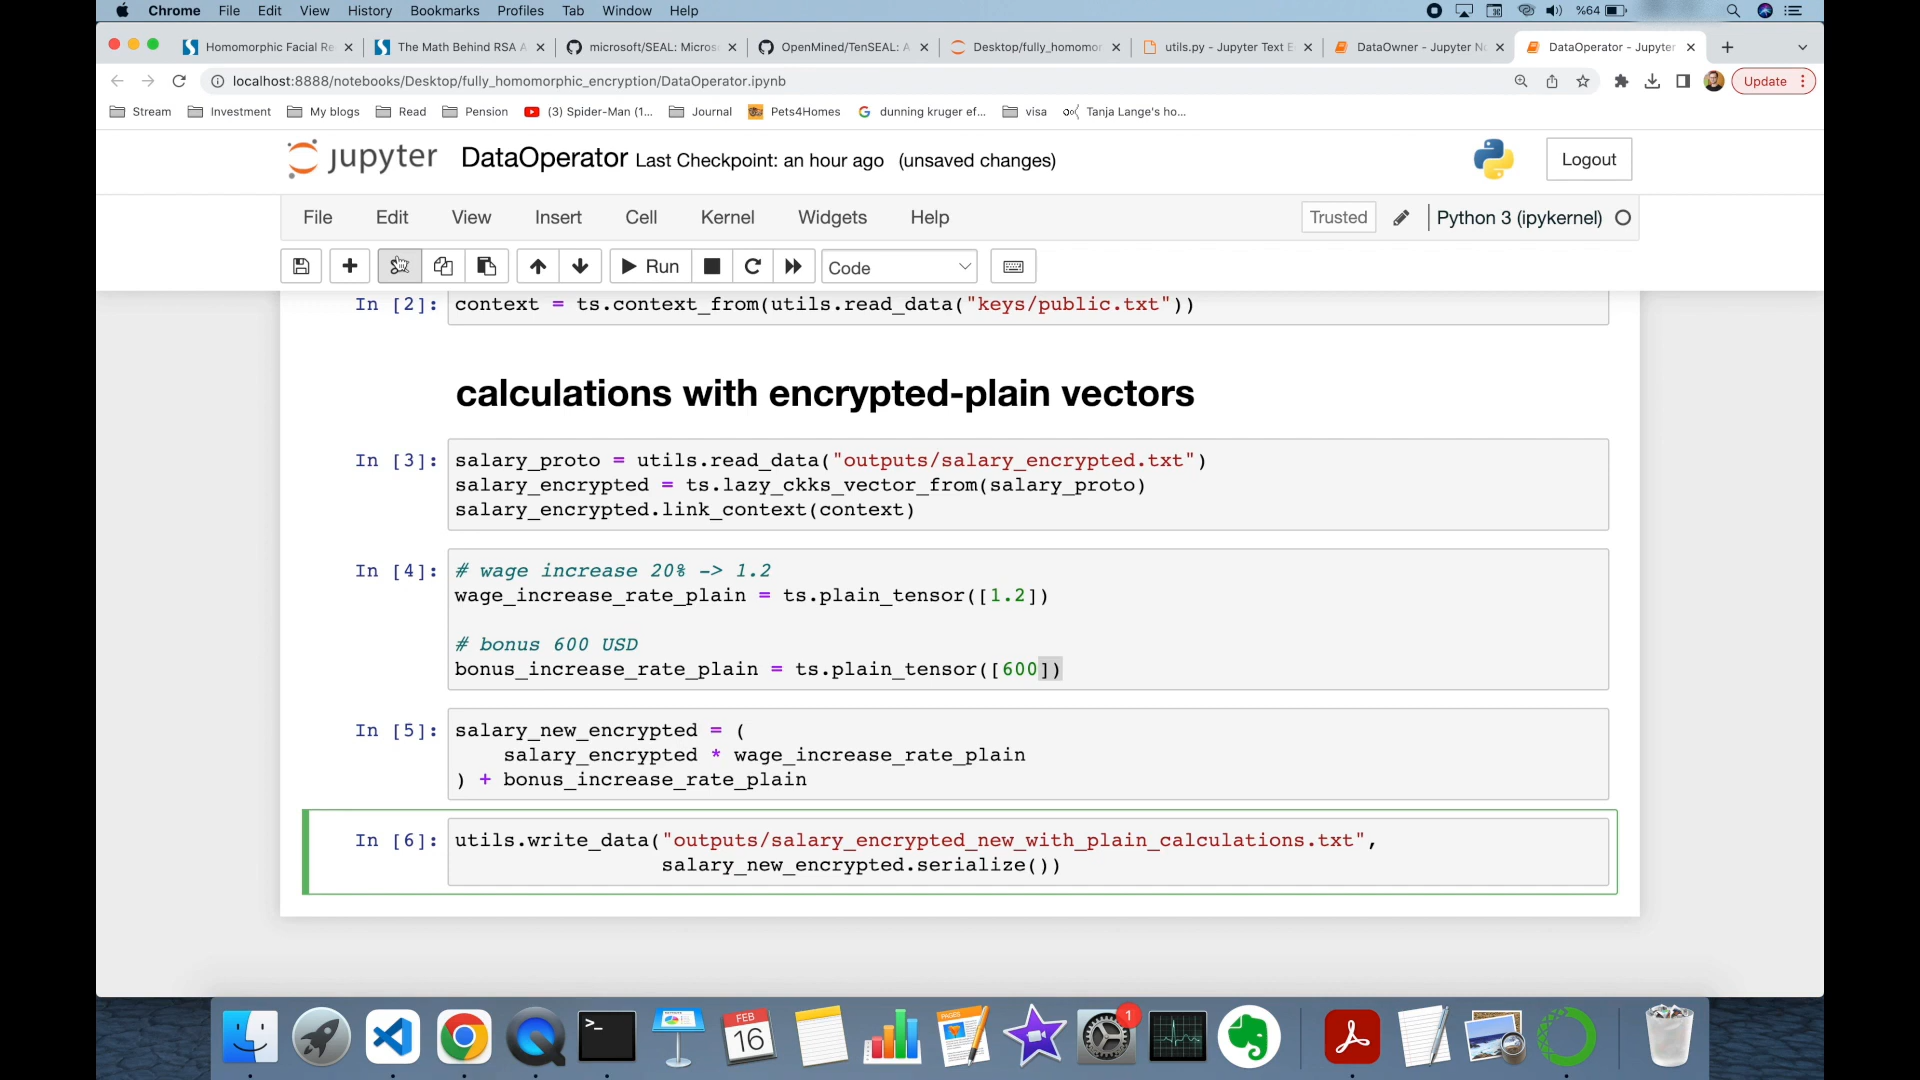 Chrome File Edit View History Bookmarks Profiles Tab Window Help %64
Homomorphic Facial Re The Math Behind RSA A microsoft/SEAL: Micros OpenMined/TenSEAL: A Desktop/fully_homomor utils.py - Jupyter Text E DataOwner - Jupyter N DataOperator - Jupyter
localhost:8888/notebooks/Desktop/fully_homomorphic_encryption/DataOperator.ipynb Update
Stream Investment My blogs Read Pension (3) Spider-Man (1... Journal Pets4Homes dunning kruger ef... visa Tanja Lange's ho...
jupyter DataOperator Last Checkpoint: an hour ago (unsaved changes) Logout
File Edit View Insert Cell Kernel Widgets Help Trusted Python 3 (ipykernel)
Run Code
In [2]: context = ts.context_from(utils.read_data("keys/public.txt"))
calculations with encrypted-plain vectors
In [3]: salary_proto = utils.read_data("outputs/salary_encrypted.txt")
salary_encrypted = ts.lazy_ckks_vector_from(salary_proto)
salary_encrypted.link_context(context)
In [4]: # wage increase 20% -> 1.2
wage_increase_rate_plain = ts.plain_tensor([1.2])
# bonus 600 USD
bonus_increase_rate_plain = ts.plain_tensor([600])
In [5]: salary_new_encrypted = (
salary_encrypted * wage_increase_rate_plain
) + bonus_increase_rate_plain
In [6]: utils.write_data("outputs/salary_encrypted_new_with_plain_calculations.txt",
salary_new_encrypted.serialize())
FEB
16
PAGES
1